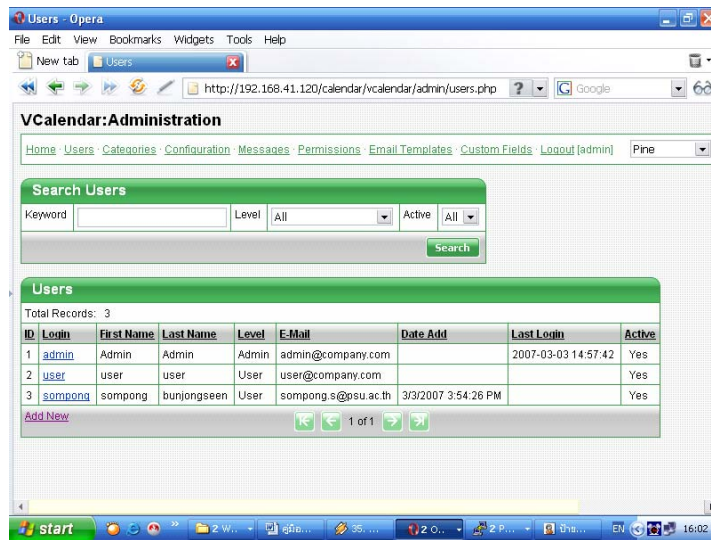 Users - Opera
File Edit View Bookmarks Widgets Tools Help
New tab Users
http://192.168.41.120/calendar/vcalendar/admin/users.php ? G Google
VCalendar:Administration
Home · Users · Categories · Configuration · Messages · Permissions · Email Templates · Custom Fields · Logout [admin] Pine
Search Users
Keyword Level All Active All
Search
Users
Total Records: 3
ID Login First Name Last Name Level E-Mail Date Add Last Login Active
1 admin Admin Admin Admin admin@company.com 2007-03-03 14:57:42 Yes
2 user user user User user@company.com Yes
3 sompong sompong bunjongseen User sompong.s@psu.ac.th 3/3/2007 3:54:26 PM Yes
Add New 1 of 1
start 2 W... 35. ... 2 O... 2 P... EN 16:02